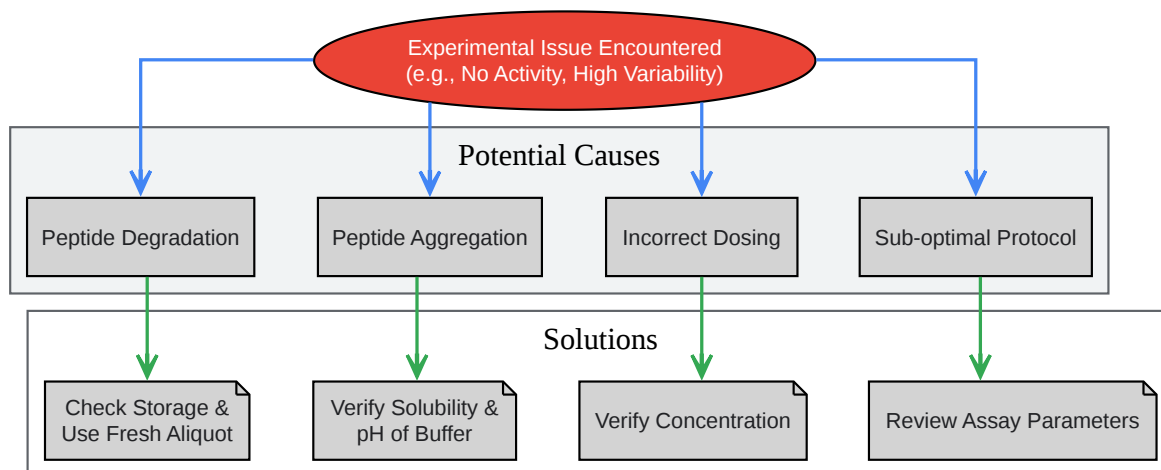 Experimental Issue Encountered
(e.g., No Activity, High Variability)
Potential Causes
Peptide Degradation
Peptide Aggregation
Incorrect Dosing
Sub-optimal Protocol
Solutions
Check Storage &
Use Fresh Aliquot
Verify Solubility &
pH of Buffer
Verify Concentration
Review Assay Parameters